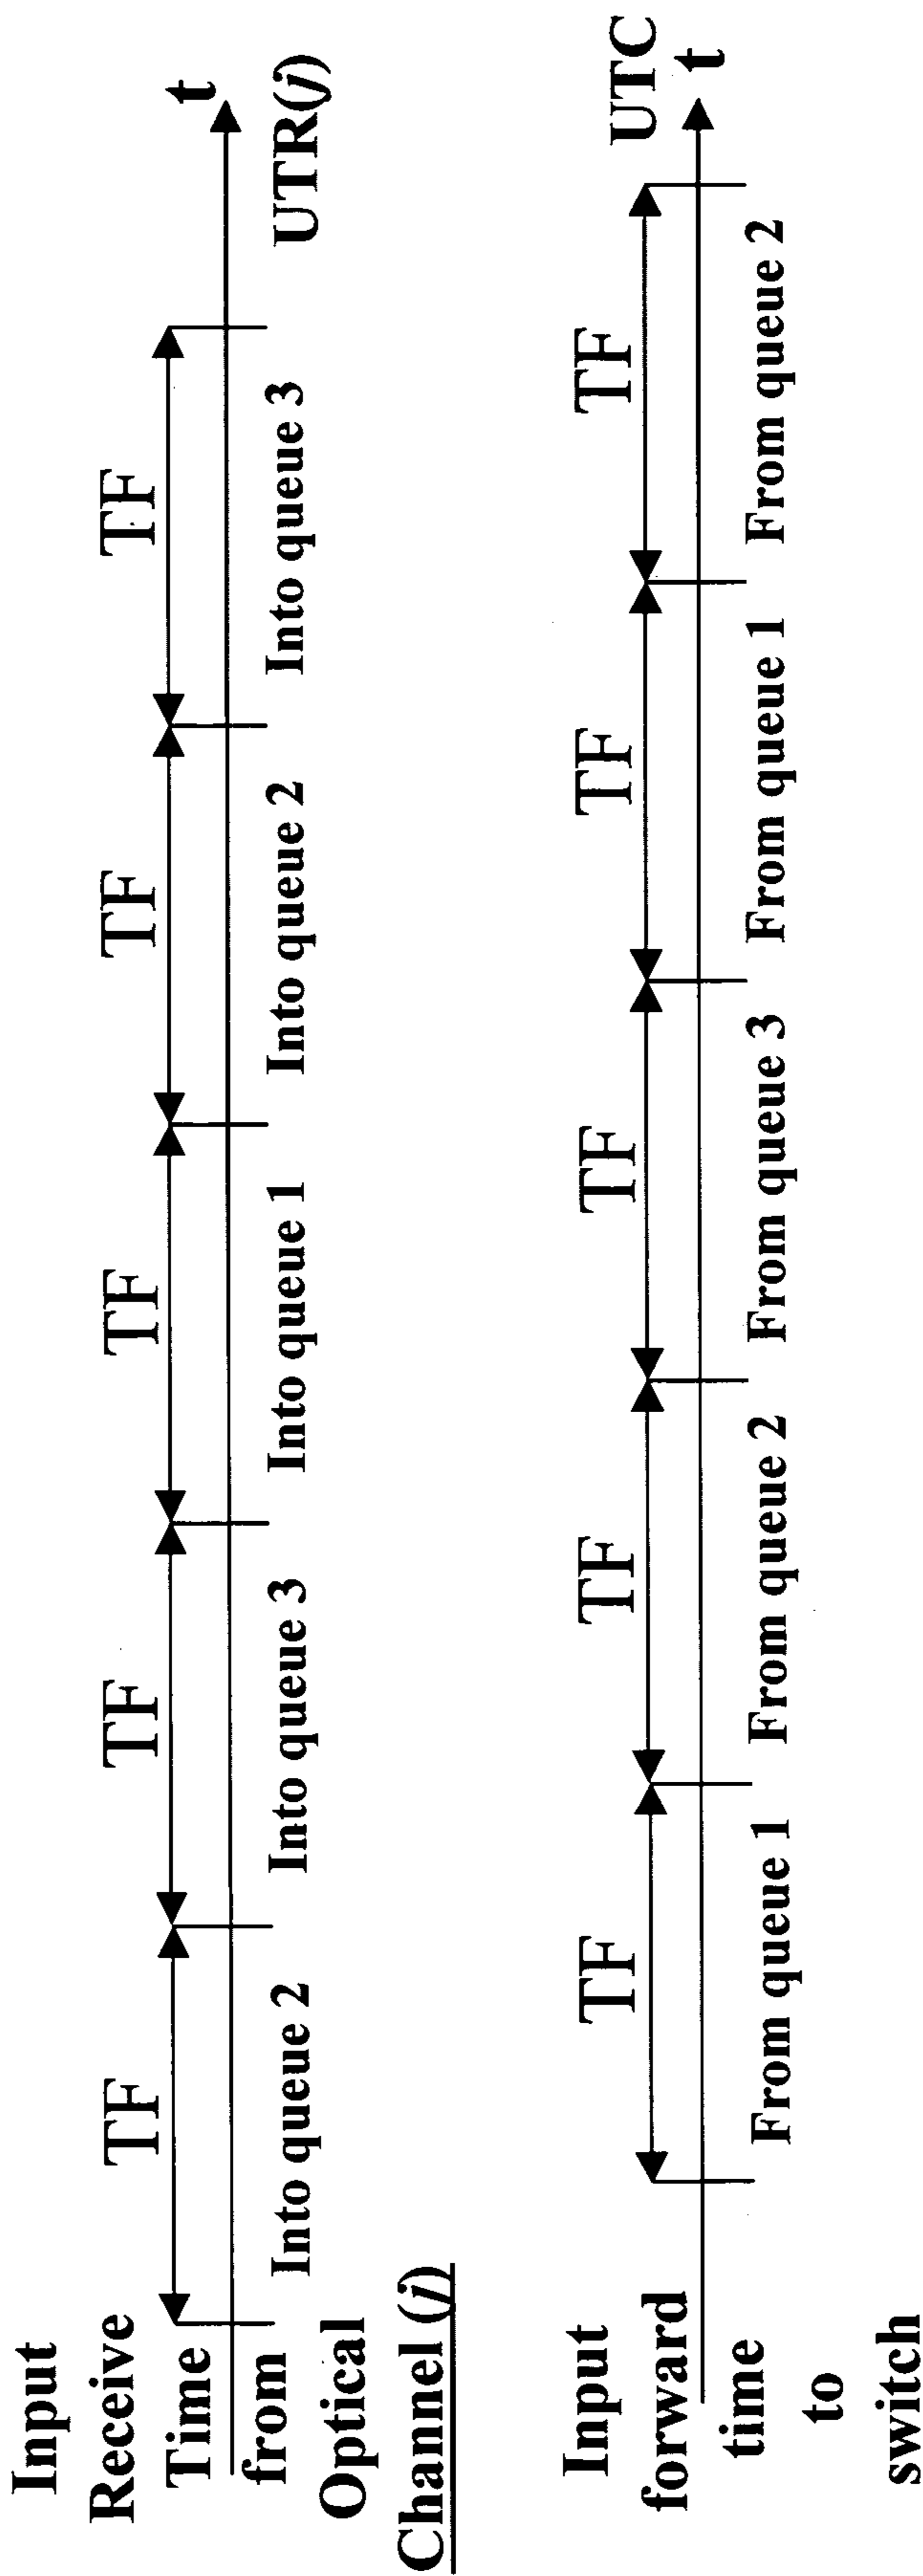 Input
Receive
Time
from
Optical
Channel (j)
TF TF TF TF TF
t
UTR(j)
Into queue 2 Into queue 3 Into queue 1 Into queue 2 Into queue 3
Input
forward
time
to
switch
TF TF TF TF TF
UTC
t
From queue 1 From queue 2 From queue 3 From queue 1 From queue 2